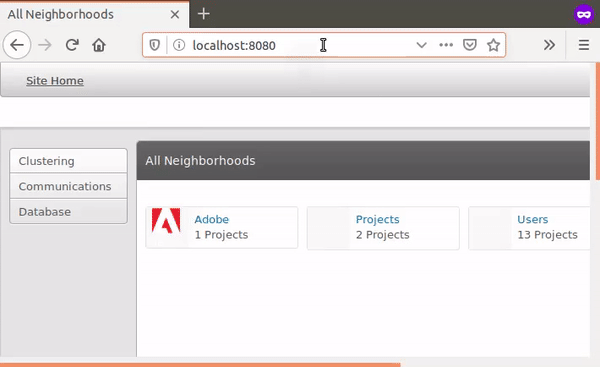 All Neighborhoods
localhost:8080
Site Home
Clustering
Communications
Database
All Neighborhoods
Adobe
1 Projects
Projects
2 Projects
Users
13 Projects